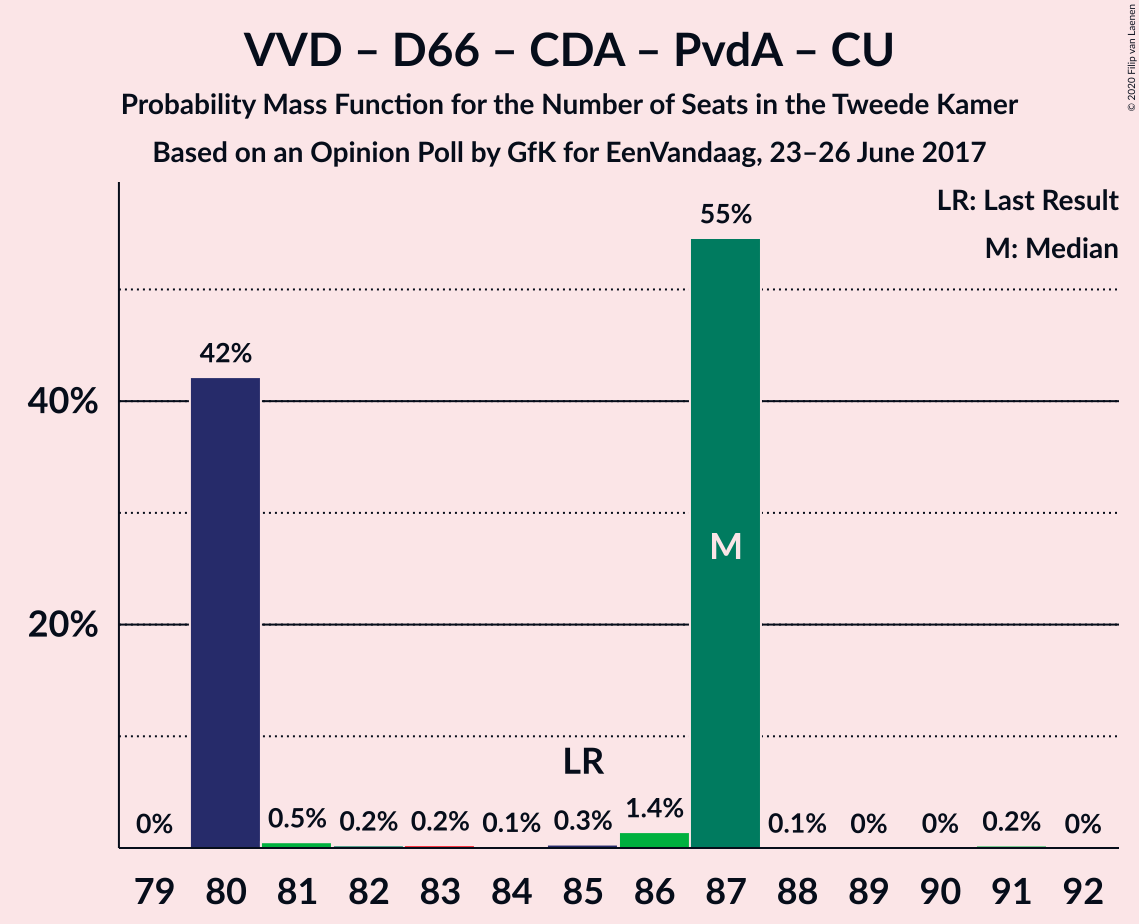 VVD – D66 – CDA – PvdA – CU
Probability Mass Function for the Number of Seats in the Tweede Kamer
Based on an Opinion Poll by GfK for EenVandaag, 23–26 June 2017
© 2020 Filip van Laenen
LR: Last Result
M: Median
55%
42%
40%
M
20%
LR
0%
0.5%
0.2%
0.2%
0.1%
0.3%
1.4%
0.1%
0%
0%
0.2%
0%
79 80 81 82 83 84 85 86 87 88 89 90 91 92